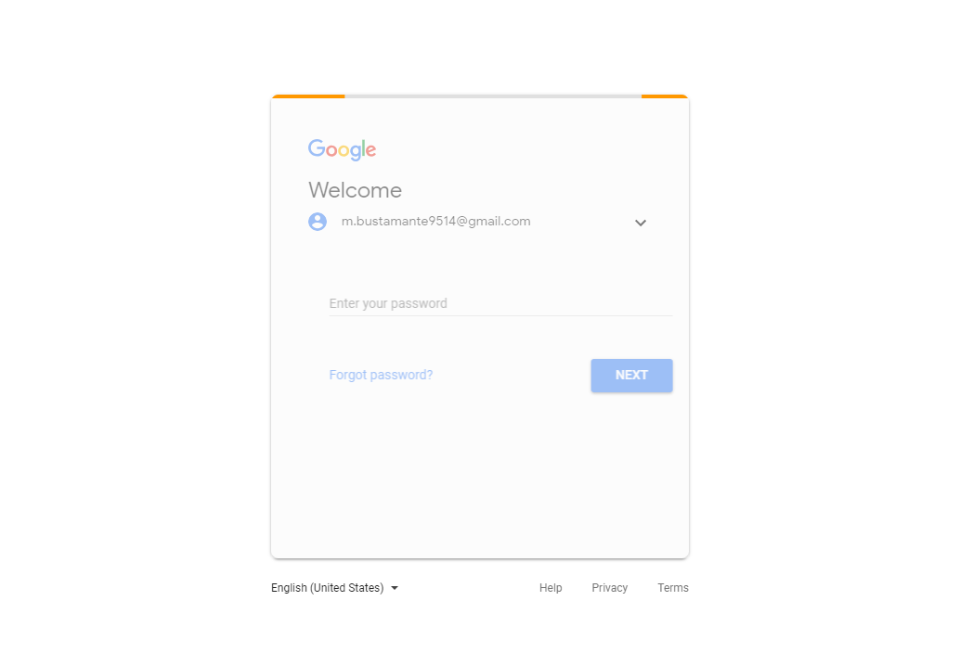 Google
Welcome
m.bustamante9514@gmail.com
Enter your password
Forgot password? NEXT
English (United States) Help Privacy Terms